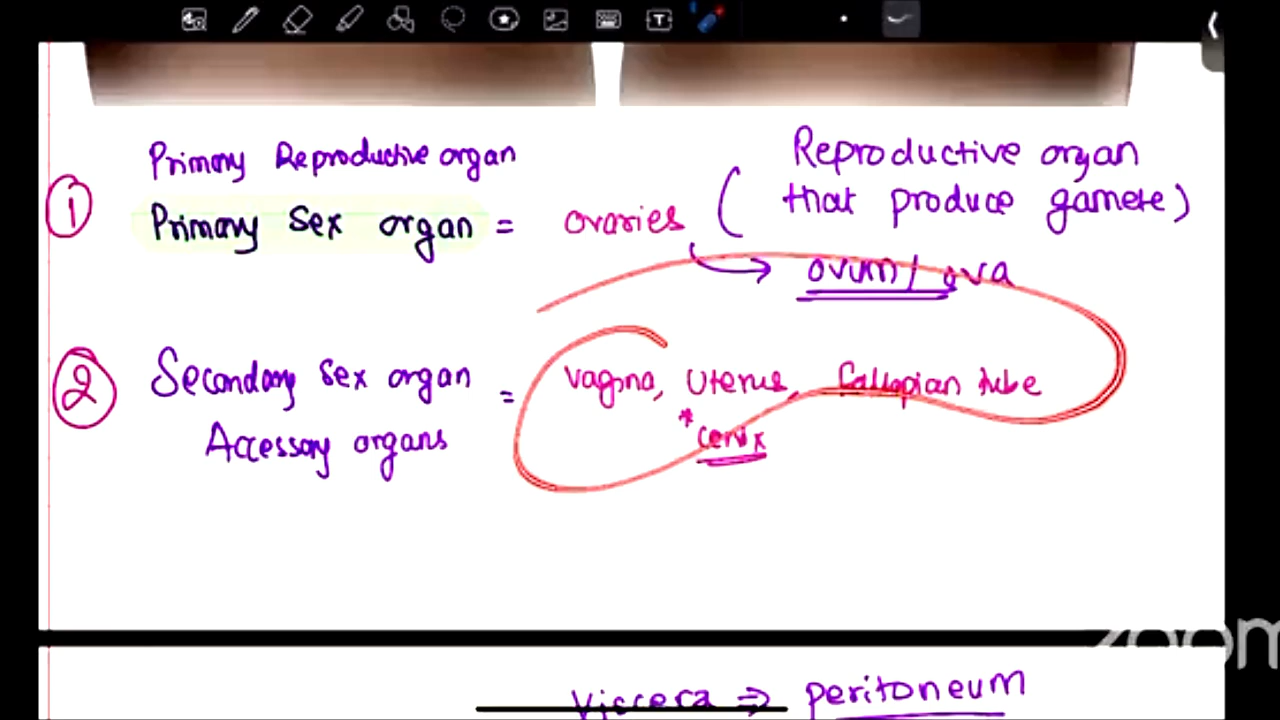 Primary Reproductive organ
① Primary Sex organ = ovaries (Reproductive organ
that produce gamete)
ovum / ova
② Secondary Sex organ = Vagina, Uterus, Fallopian tube
Accessory organs
* Cervix
zoom
Viscera ⇒ peritoneum